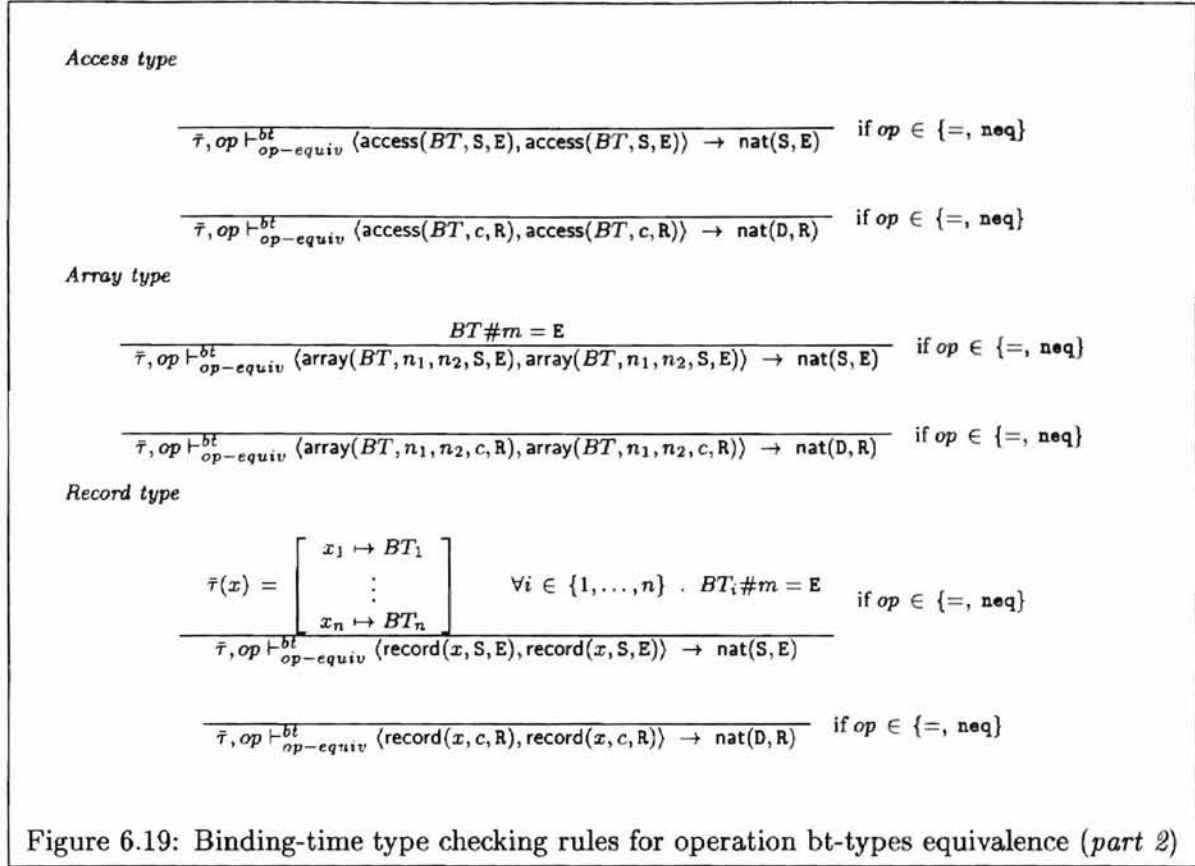 Access type
τ̄, op ⊢^{bt}_{op−equiv} ⟨access(BT, S, E), access(BT, S, E)⟩ → nat(S, E) if op ∈ {=, neq}
τ̄, op ⊢^{bt}_{op−equiv} ⟨access(BT, c, R), access(BT, c, R)⟩ → nat(D, R) if op ∈ {=, neq}
Array type
BT#m = E
τ̄, op ⊢^{bt}_{op−equiv} ⟨array(BT, n₁, n₂, S, E), array(BT, n₁, n₂, S, E)⟩ → nat(S, E) if op ∈ {=, neq}
τ̄, op ⊢^{bt}_{op−equiv} ⟨array(BT, n₁, n₂, c, R), array(BT, n₁, n₂, c, R)⟩ → nat(D, R) if op ∈ {=, neq}
Record type
x₁ ↦ BT₁
τ̄(x) = [ ⋮ ] ∀i ∈ {1, …, n} . BTᵢ#m = E if op ∈ {=, neq}
xₙ ↦ BTₙ
τ̄, op ⊢^{bt}_{op−equiv} ⟨record(x, S, E), record(x, S, E)⟩ → nat(S, E)
τ̄, op ⊢^{bt}_{op−equiv} ⟨record(x, c, R), record(x, c, R)⟩ → nat(D, R) if op ∈ {=, neq}
Figure 6.19: Binding-time type checking rules for operation bt-types equivalence (part 2)